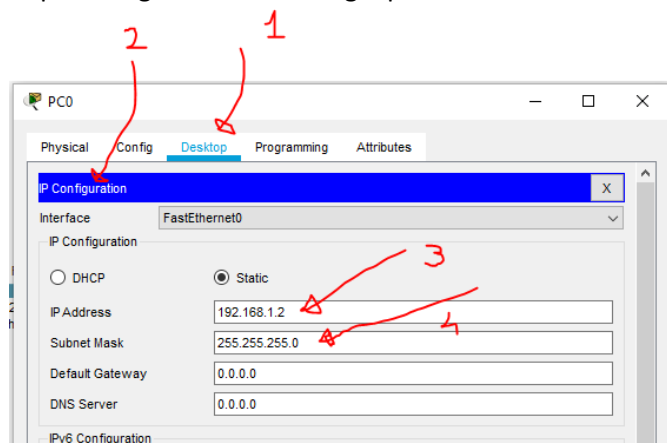 2 1
PC0
Physical Config Desktop Programming Attributes
IP Configuration X
Interface FastEthernet0
IP Configuration
DHCP Static
3
IP Address 192.168.1.2
4
Subnet Mask 255.255.255.0
Default Gateway 0.0.0.0
DNS Server 0.0.0.0
IPv6 Configuration